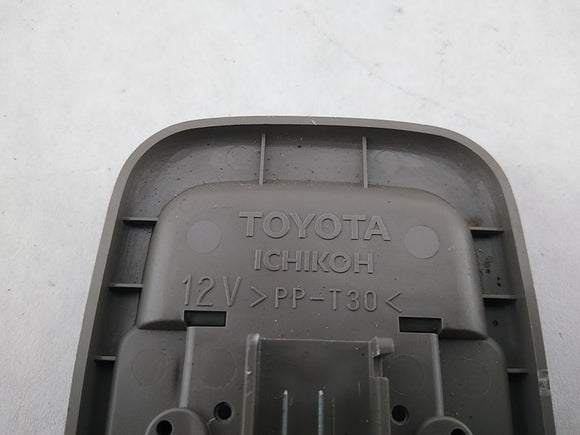 TOYOTA
ICHIKOH
12V >PP-T30<